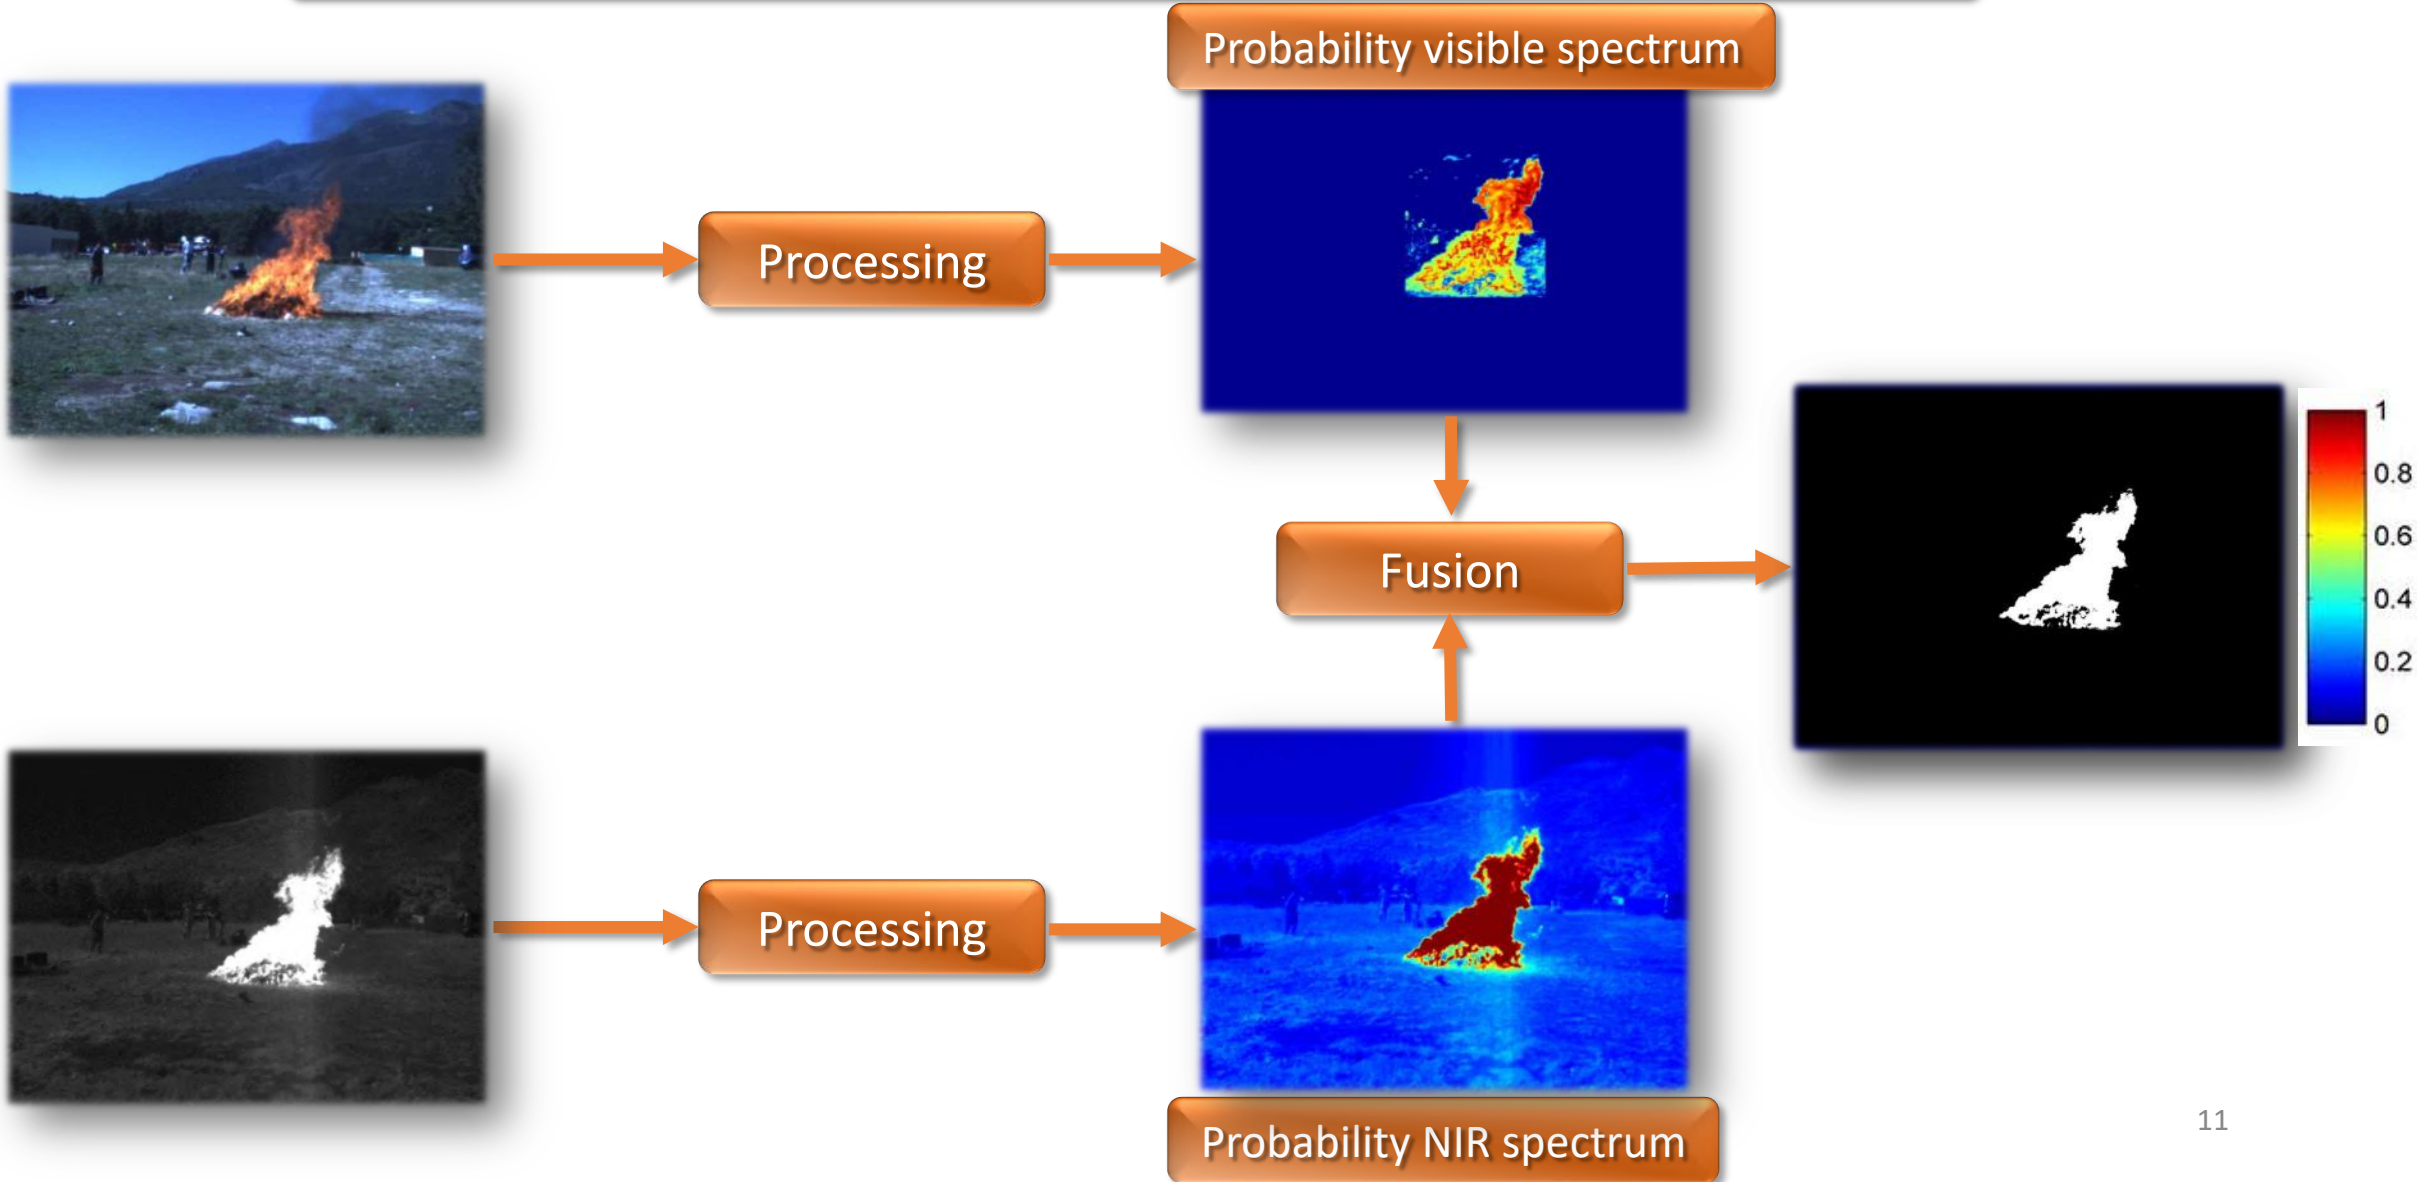 Probability visible spectrum
Processing
Fusion
1
0.8
0.6
0.4
0.2
0
Processing
Probability NIR spectrum
11